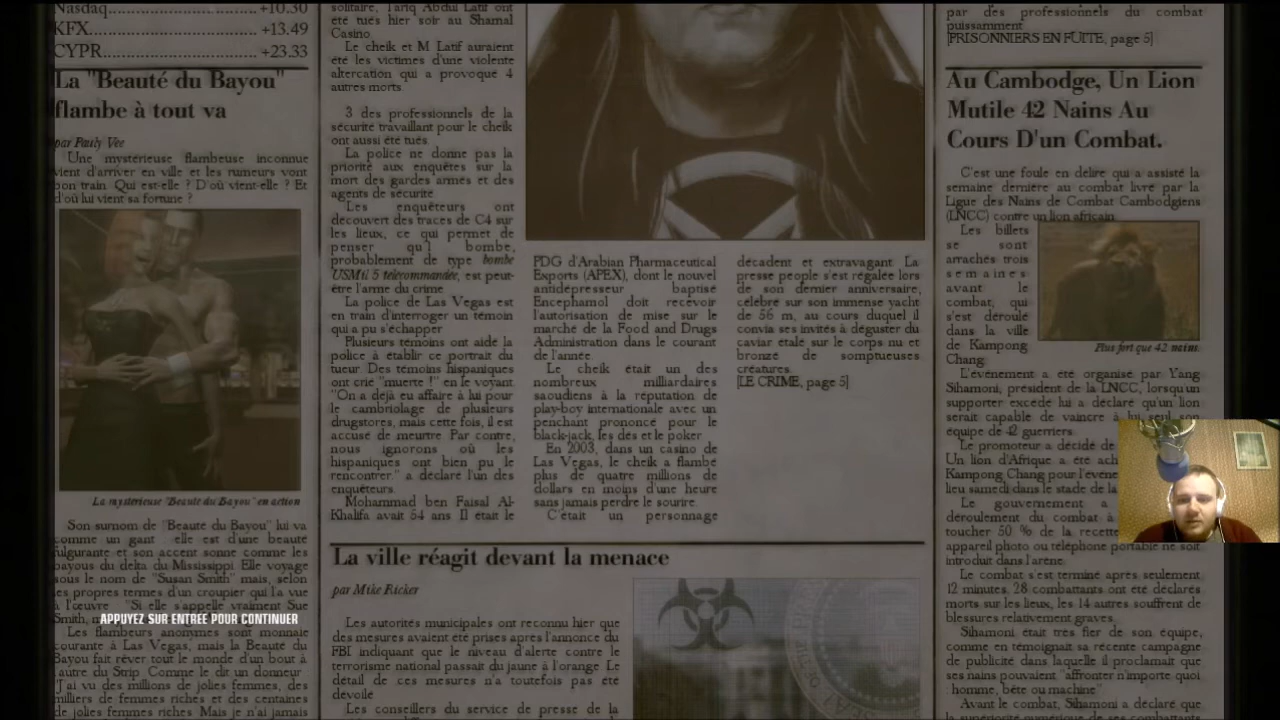 Nasdaq............................ +10.30
KFX.............................. +13.49
CYPR........................... +23.33
La "Beauté du Bayou"
flambe à tout va
par Pauly Vee
Une mystérieuse flambeuse inconnue
vient d'arriver en ville et les rumeurs vont
bon train. Qui est-elle ? D'où vient-elle ? Et
d'où lui vient sa fortune ?
La mystérieuse "Beauté du Bayou" en action
Son surnom de "Beauté du Bayou" lui va
comme un gant elle est d'une beauté
fulgurante et son accent sonne comme les
bayous du delta du Mississippi Elle voyage
sous le nom de "Susan Smith" mais, selon
les propres termes d'un croupier qui l'a vue
à l'œuvre "Si elle s'appelle vraiment Sue
Smith,
APPUYEZ SUR ENTRÉE POUR CONTINUER
Les flambeurs anonymes sont monnaie
courante à Las Vegas, mais la Beauté du
Bayou fait rêver tout le monde d'un bout à
l'autre du Strip. Comme le dit un donneur
"J'ai vu des millions de jolies femmes, des
milliers de femmes riches et des centaines
de jolies femmes riches. Mais je n'ai jamais
solitaire, Tariq Abdul Latif ont
été tués hier soir au Shamal
Casino.
Le cheik et M Latif auraient
été les victimes d'une violente
altercation qui a provoqué 4
autres morts.
3 des professionnels de la
sécurité travaillant pour le cheik
ont aussi été tués
La police ne donne pas la
priorité aux enquêtes sur la
mort des gardes armés et des
agents de sécurité
Les enquêteurs ont
découvert des traces de C4 sur
les lieux, ce qui permet de
penser qu'1 bombe,
probablement de type bombe
USMil 5 télécommandée, est peut-
être l'arme du crime
La police de Las Vegas est
en train d'interroger un témoin
qui a pu s'échapper
Plusieurs témoins ont aidé la
police à établir ce portrait du
tueur Des témoins hispaniques
ont crié "muerte !" en le voyant
"On a déjà eu affaire à lui pour
le cambriolage de plusieurs
drugstores, mais cette fois, il est
accusé de meurtre. Par contre,
nous ignorons où les
hispaniques ont bien pu le
rencontrer." a déclaré l'un des
enquêteurs.
Mohammad ben Faisal Al-
Khalifa avait 54 ans Il était le
PDG d'Arabian Pharmaceutical
Exports (APEX), dont le nouvel
antidépresseur baptisé
Encephamol doit recevoir
l'autorisation de mise sur le
marché de la Food and Drugs
Administration dans le courant
de l'année.
Le cheik était un des
nombreux milliardaires
saoudiens à la réputation de
play-boy internationale avec un
penchant prononcé pour le
black-jack, les dés et le poker
En 2003, dans un casino de
Las Vegas, le cheik a flambé
plus de quatre millions de
dollars en moins d'une heure
sans jamais perdre le sourire.
C'était un personnage
décadent et extravagant. La
presse people s'est régalée lors
de son dernier anniversaire,
célébré sur son immense yacht
de 56 m, au cours duquel il
convia ses invités à déguster du
caviar étalé sur le corps nu et
bronzé de somptueuses
créatures.
[LE CRIME, page 5]
La ville réagit devant la menace
par Mike Ricker
Les autorités municipales ont reconnu hier que
des mesures avaient été prises après l'annonce du
FBI indiquant que le niveau d'alerte contre le
terrorisme national passait du jaune à l'orange. Le
détail de ces mesures n'a toutefois pas été
dévoilé
Les conseillers du service de presse de la
par des professionnels du combat
puissamment
[PRISONNIERS EN FUITE, page 5]
Au Cambodge, Un Lion
Mutile 42 Nains Au
Cours D'un Combat.
C'est une foule en délire qui a assisté la
semaine dernière au combat livré par la
Ligue des Nains de Combat Cambodgiens
(LNCC) contre un lion africain.
Les billets
se sont
arrachés trois
semaines
avant le
combat, qui
s'est déroulé
dans la ville
de Kampong
Chang.
Plus fort que 42 nains.
L'événement a été organisé par Yang
Sihamoni, président de la LNCC, lorsqu'un
supporter excédé lui a déclaré qu'un lion
serait capable de vaincre à lui seul son
équipe de 42 guerriers.
Le promoteur a décidé de
Un lion d'Afrique a été ach
Kampong Chang pour l'évene
lieu samedi dans le stade de la
Le gouvernement a
déroulement du combat à
toucher 50 % de la recette
appareil photo ou téléphone portable ne soit
introduit dans l'arène
Le combat s'est terminé après seulement
12 minutes. 28 combattants ont été déclarés
morts sur les lieux, les 14 autres souffrent de
blessures relativement graves.
Sihamoni était très fier de son équipe,
comme en témoignait sa récente campagne
de publicité dans laquelle il proclamait que
ses nains pouvaient "affronter n'importe quoi
homme, bête ou machine"
Avant le combat, Sihamoni a déclaré que
la supériorité numérique de ses combattants